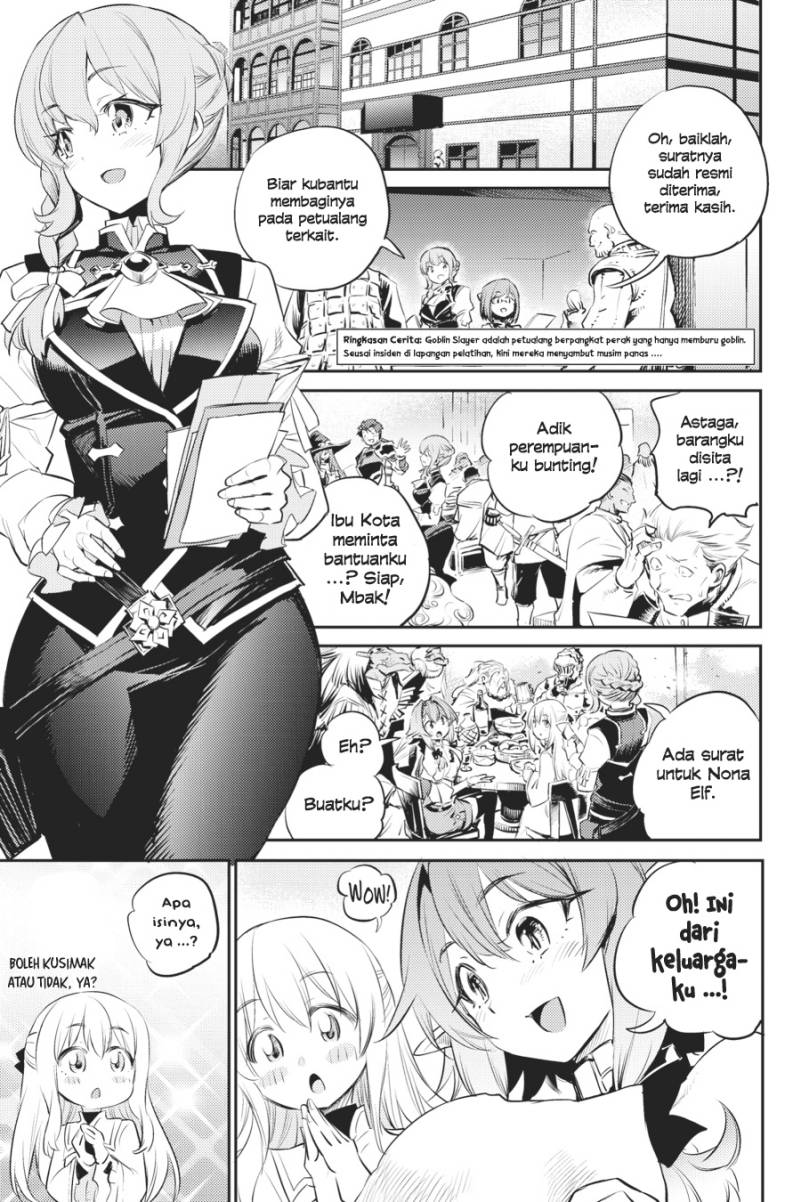 Oh, baiklah,
suratnya
sudah resmi
diterima,
terima kasih.
Biar kubantu
membaginya
pada petualang
terkait.
Ringkasan Cerita: Goblin Slayer adalah petualang berpangkat perak yang hanya memburu goblin.
Seusai insiden di lapangan pelatihan, kini mereka menyambut musim panas ....
Astaga,
barangku
disita
lagi ...?!
Adik
perempuan-
ku bunting!
Ibu Kota
meminta
bantuanku
...? Siap,
Mbak!
Ada surat
untuk Nona
Elf.
Eh?
Buatku?
Oh! Ini
dari
keluarga-
ku ...!
Wow!
Apa
isinya,
ya ...?
BOLEH KUSIMAK
ATAU TIDAK, YA?